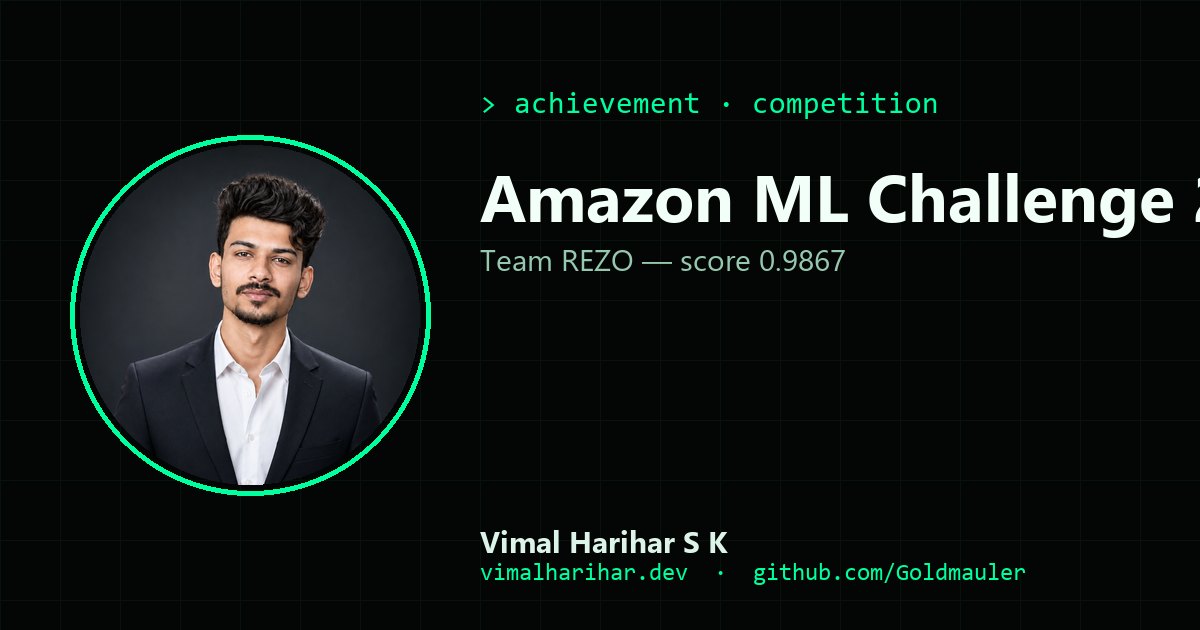 > achievement · competition
Amazon ML Challenge
Team REZO — score 0.9867
Vimal Harihar S K
vimalharihar.dev · github.com/Goldmauler